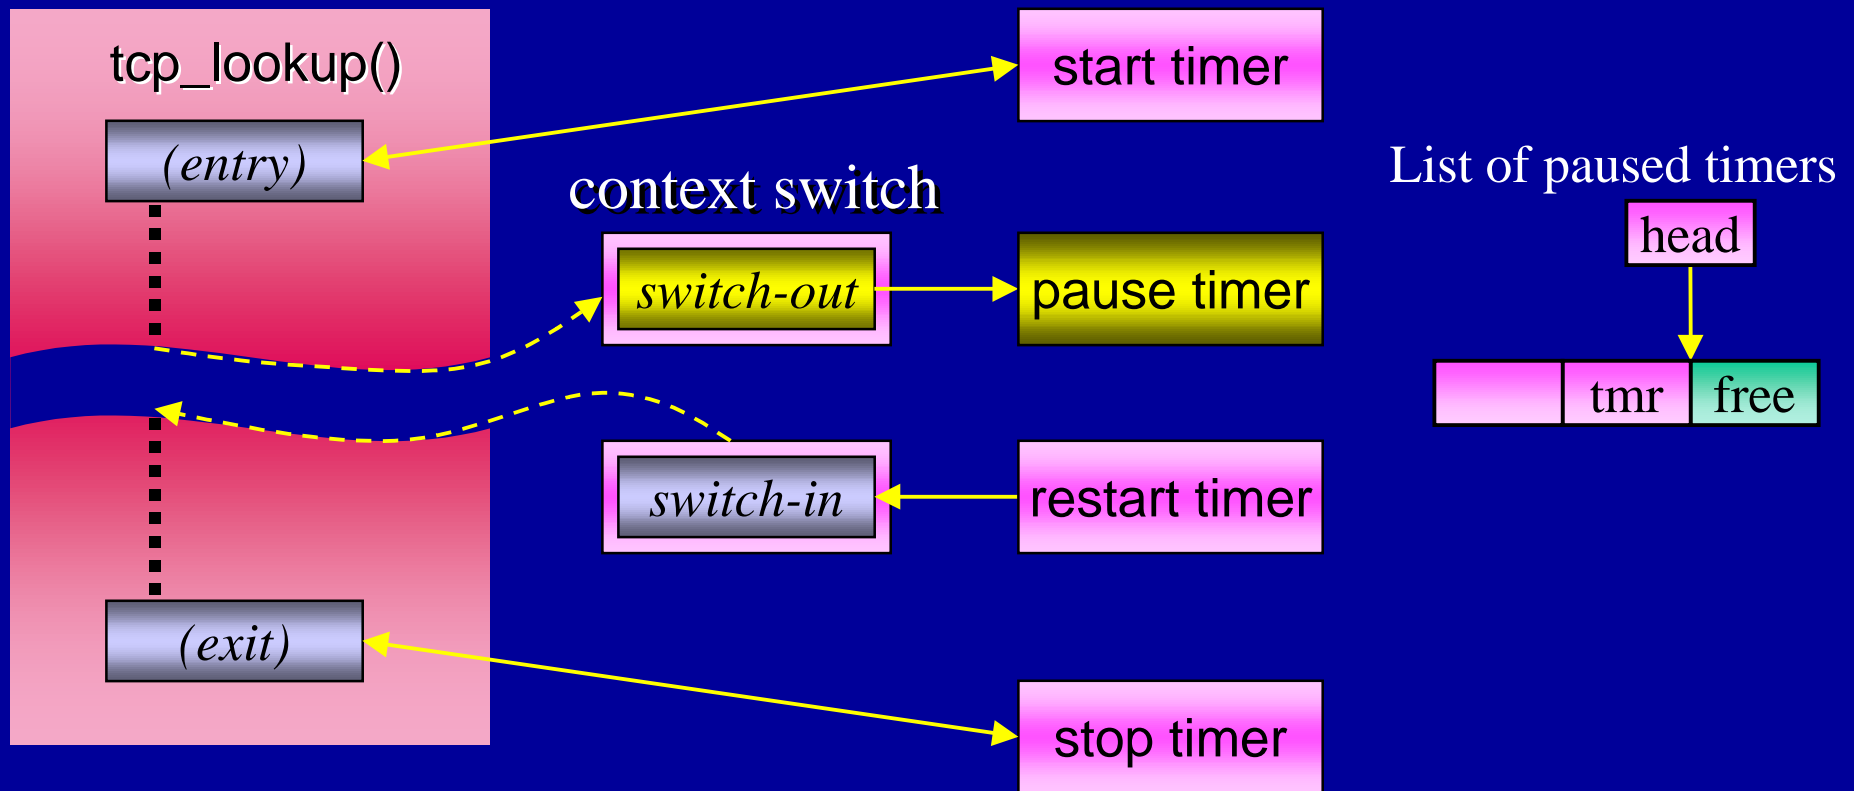 tcp_lookup()
(entry)
(exit)
context switch
switch-out
switch-in
start timer
pause timer
restart timer
stop timer
List of paused timers
head
tmr
free